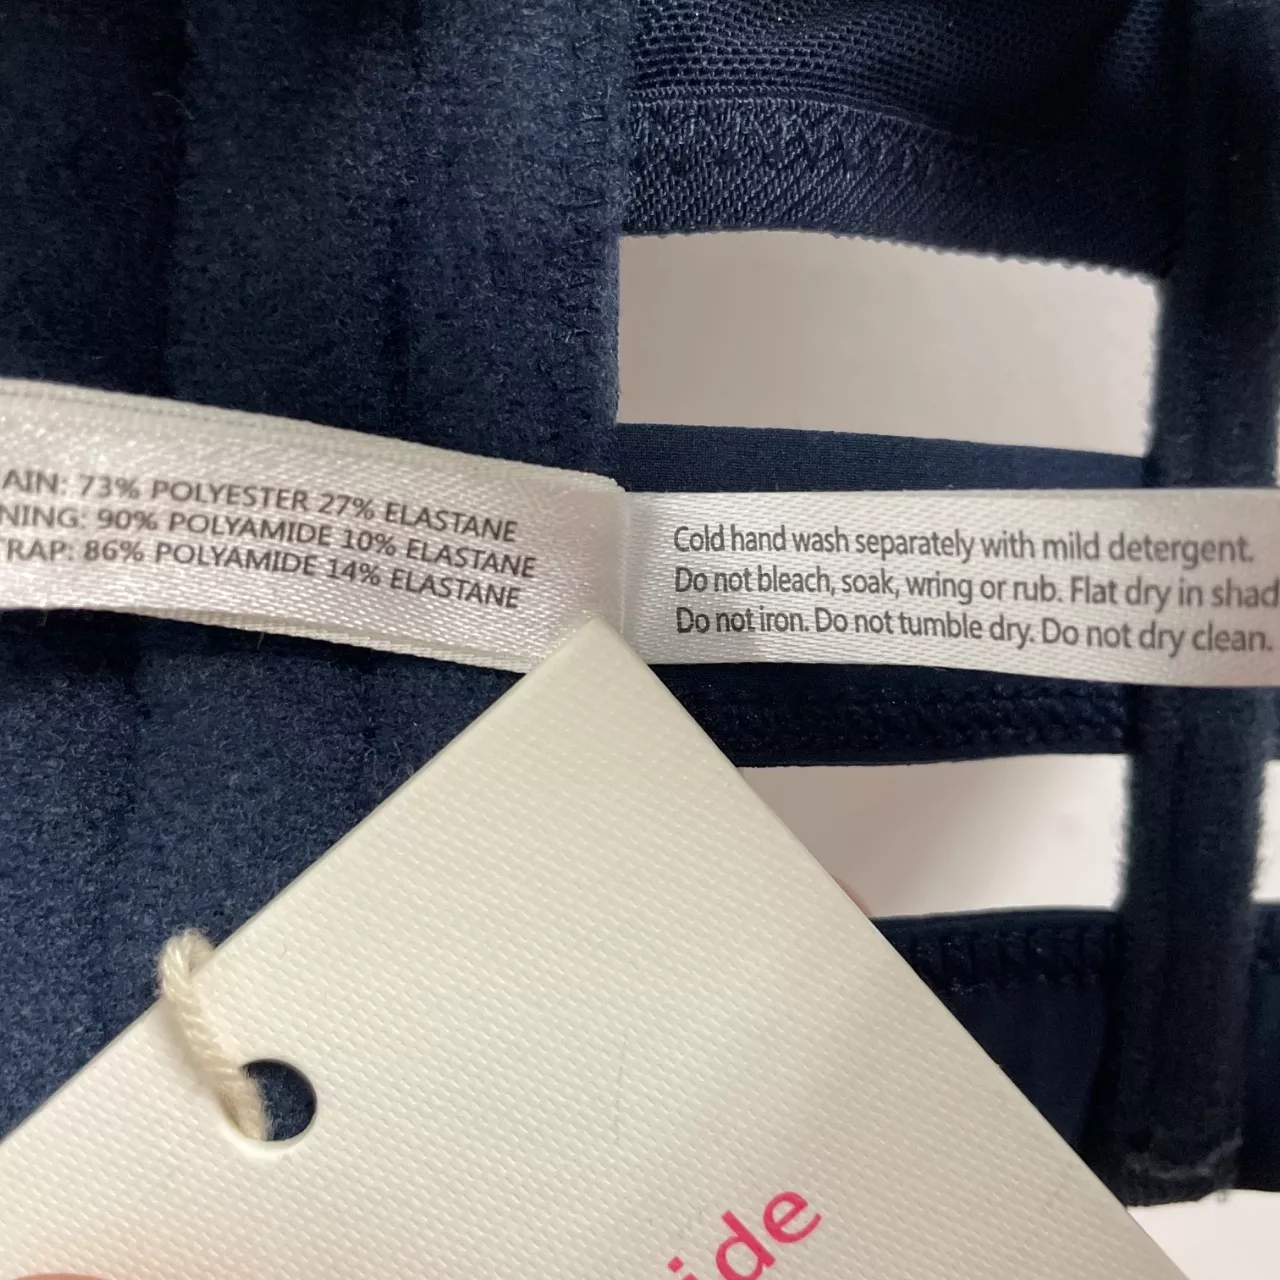 AIN: 73% POLYESTER 27% ELASTANE
NING: 90% POLYAMIDE 10% ELASTANE
TRAP: 86% POLYAMIDE 14% ELASTANE
Cold hand wash separately with mild detergent.
Do not bleach, soak, wring or rub. Flat dry in shad
Do not iron. Do not tumble dry. Do not dry clean.
ide